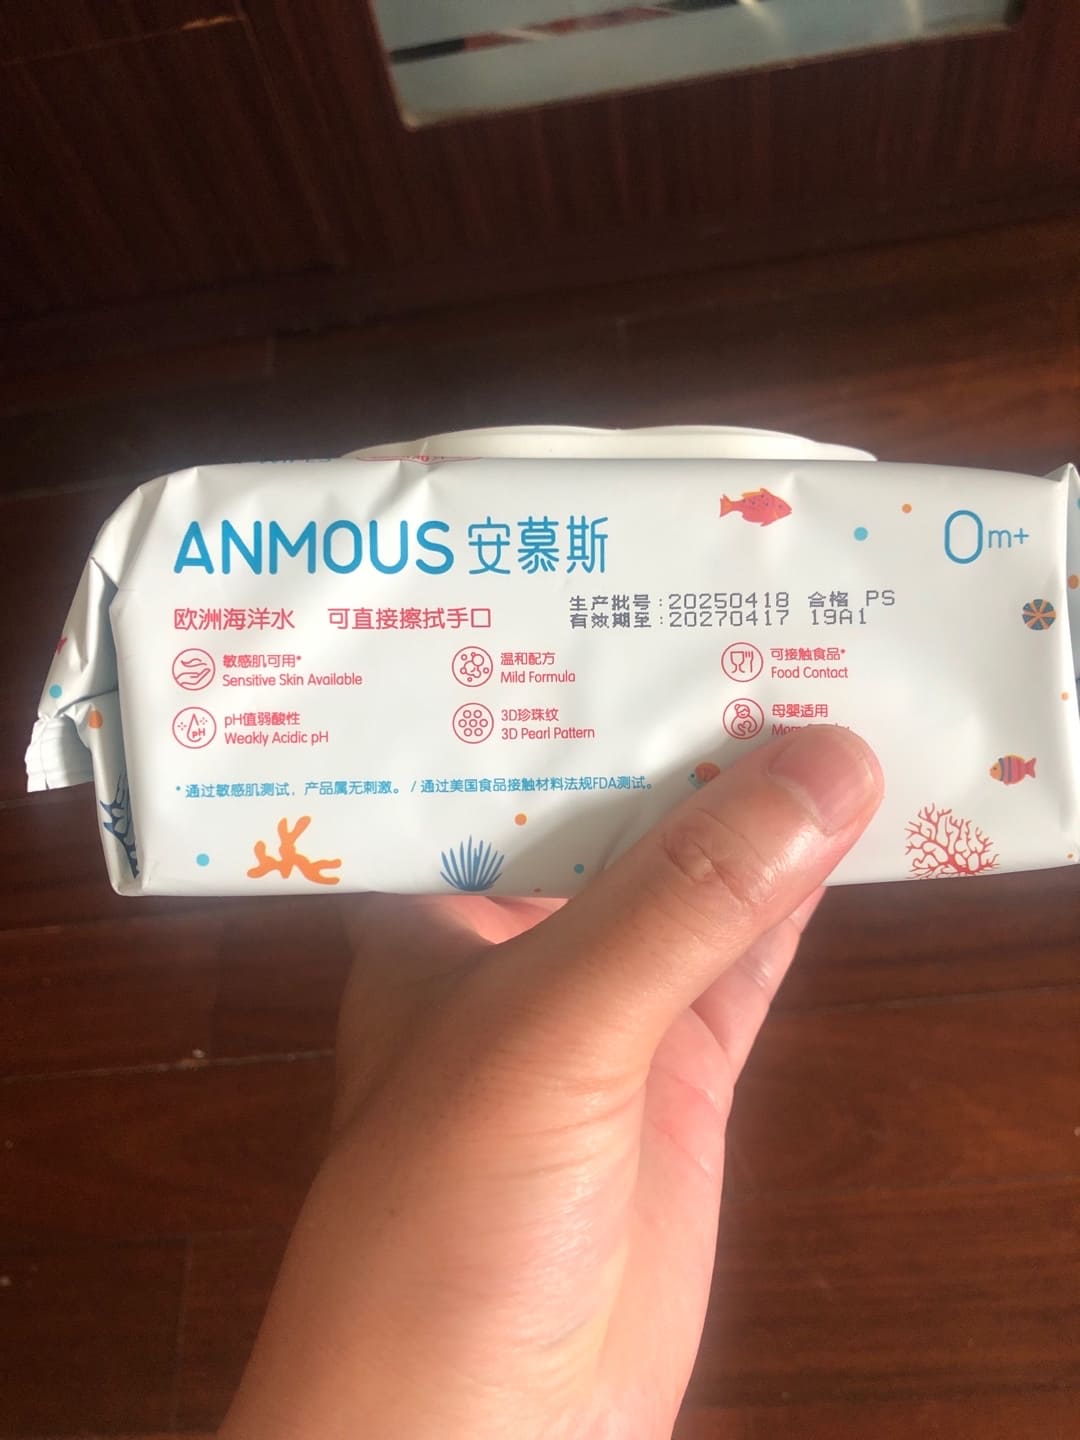 ANMOUS 安慕斯
0m+
欧洲海洋水 可直接擦拭手口
生产批号:20250418 合格 PS
有效期至:20270417 19A1
敏感肌可用*
Sensitive Skin Available
温和配方
Mild Formula
可接触食品*
Food Contact
pH
pH值弱酸性
Weakly Acidic pH
3D珍珠纹
3D Pearl Pattern
母婴适用
*通过敏感肌测试，产品属无刺激。/通过美国食品接触材料法规FDA测试。